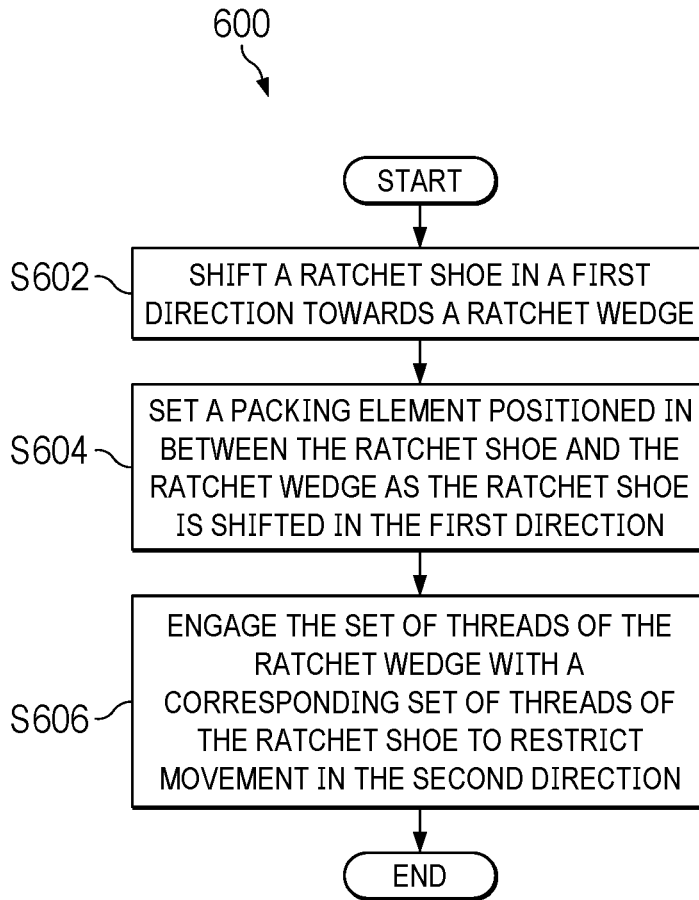 600
START
S602
SHIFT A RATCHET SHOE IN A FIRST
DIRECTION TOWARDS A RATCHET WEDGE
S604
SET A PACKING ELEMENT POSITIONED IN
BETWEEN THE RATCHET SHOE AND THE
RATCHET WEDGE AS THE RATCHET SHOE
IS SHIFTED IN THE FIRST DIRECTION
S606
ENGAGE THE SET OF THREADS OF THE
RATCHET WEDGE WITH A
CORRESPONDING SET OF THREADS OF
THE RATCHET SHOE TO RESTRICT
MOVEMENT IN THE SECOND DIRECTION
END